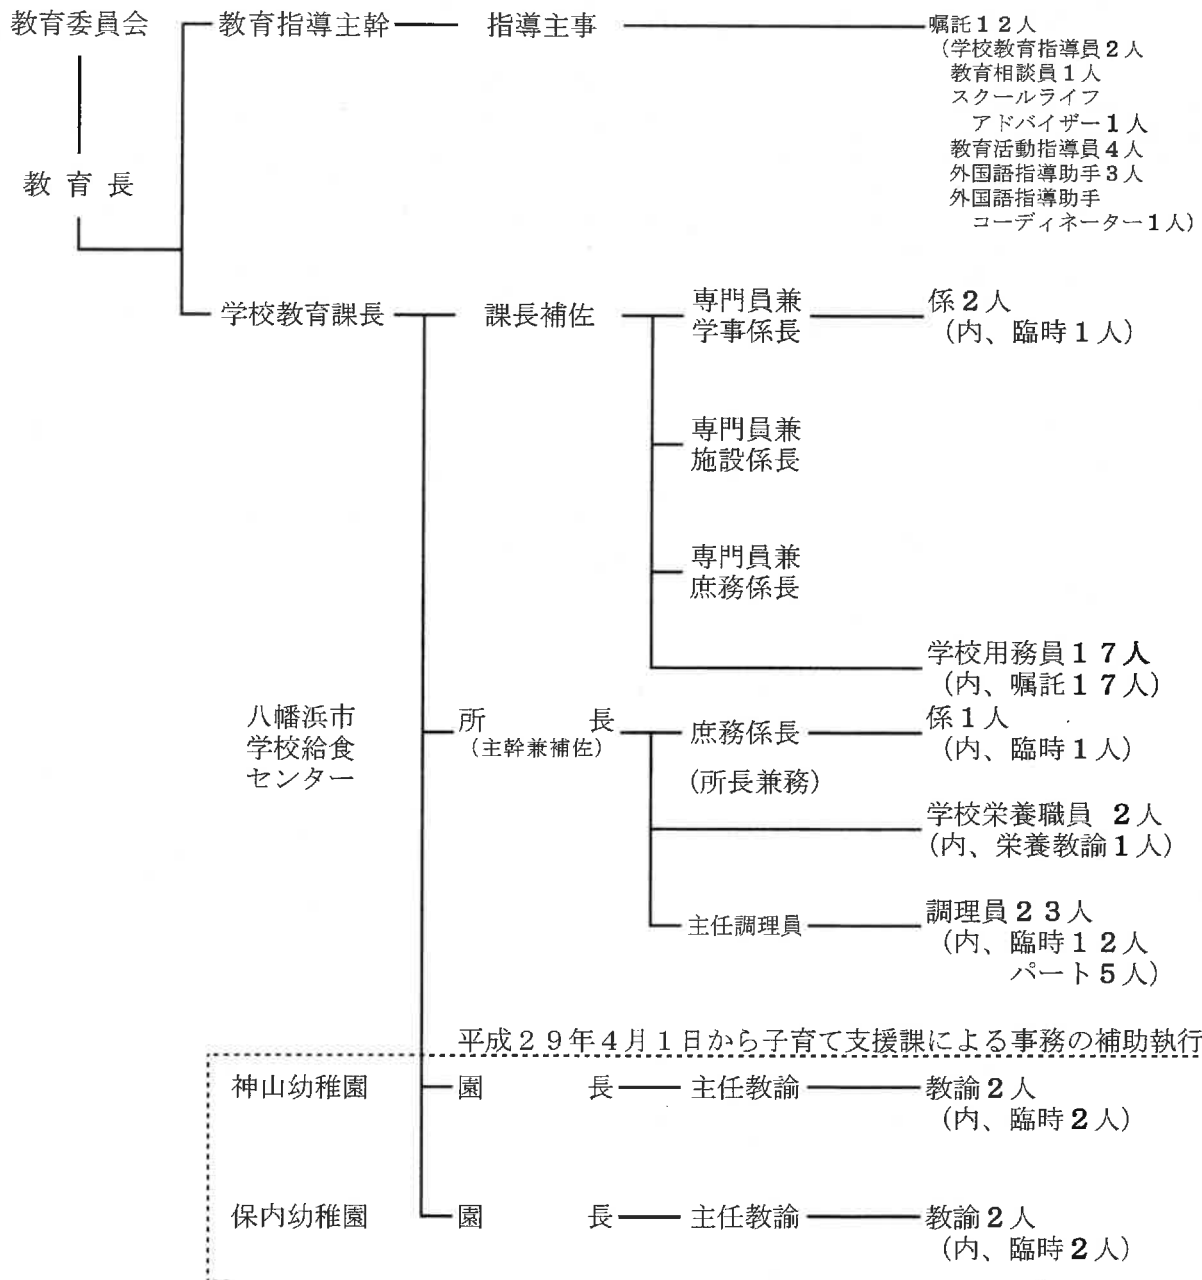 教育委員会
教育指導主幹
指導主事
嘱託１２人
（学校教育指導員２人
教育相談員１人
スクールライフ
アドバイザー１人
教育活動指導員４人
外国語指導助手３人
外国語指導助手
コーディネーター１人）
教育長
学校教育課長
課長補佐
専門員兼
学事係長
係２人
（内、臨時１人）
専門員兼
施設係長
専門員兼
庶務係長
学校用務員１７人
（内、嘱託１７人）
八幡浜市
学校給食
センター
所　長
（主幹兼補佐）
庶務係長
（所長兼務）
係１人
（内、臨時１人）
学校栄養職員 ２人
（内、栄養教諭１人）
主任調理員
調理員２３人
（内、臨時１２人
パート５人）
平成２９年４月１日から子育て支援課による事務の補助執行
神山幼稚園
園　長
主任教諭
教諭２人
（内、臨時２人）
保内幼稚園
園　長
主任教諭
教諭２人
（内、臨時２人）